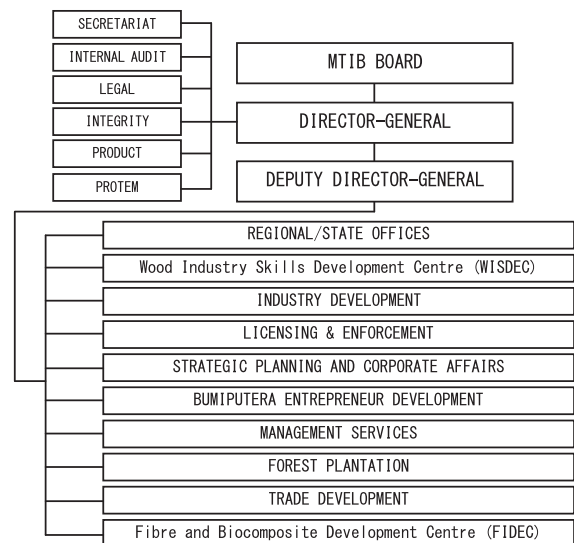 SECRETARIAT
INTERNAL AUDIT
LEGAL
INTEGRITY
PRODUCT
PROTEM
MTIB BOARD
DIRECTOR-GENERAL
DEPUTY DIRECTOR-GENERAL
REGIONAL/STATE OFFICES
Wood Industry Skills Development Centre (WISDEC)
INDUSTRY DEVELOPMENT
LICENSING & ENFORCEMENT
STRATEGIC PLANNING AND CORPORATE AFFAIRS
BUMIPUTERA ENTREPRENEUR DEVELOPMENT
MANAGEMENT SERVICES
FOREST PLANTATION
TRADE DEVELOPMENT
Fibre and Biocomposite Development Centre (FIDEC)